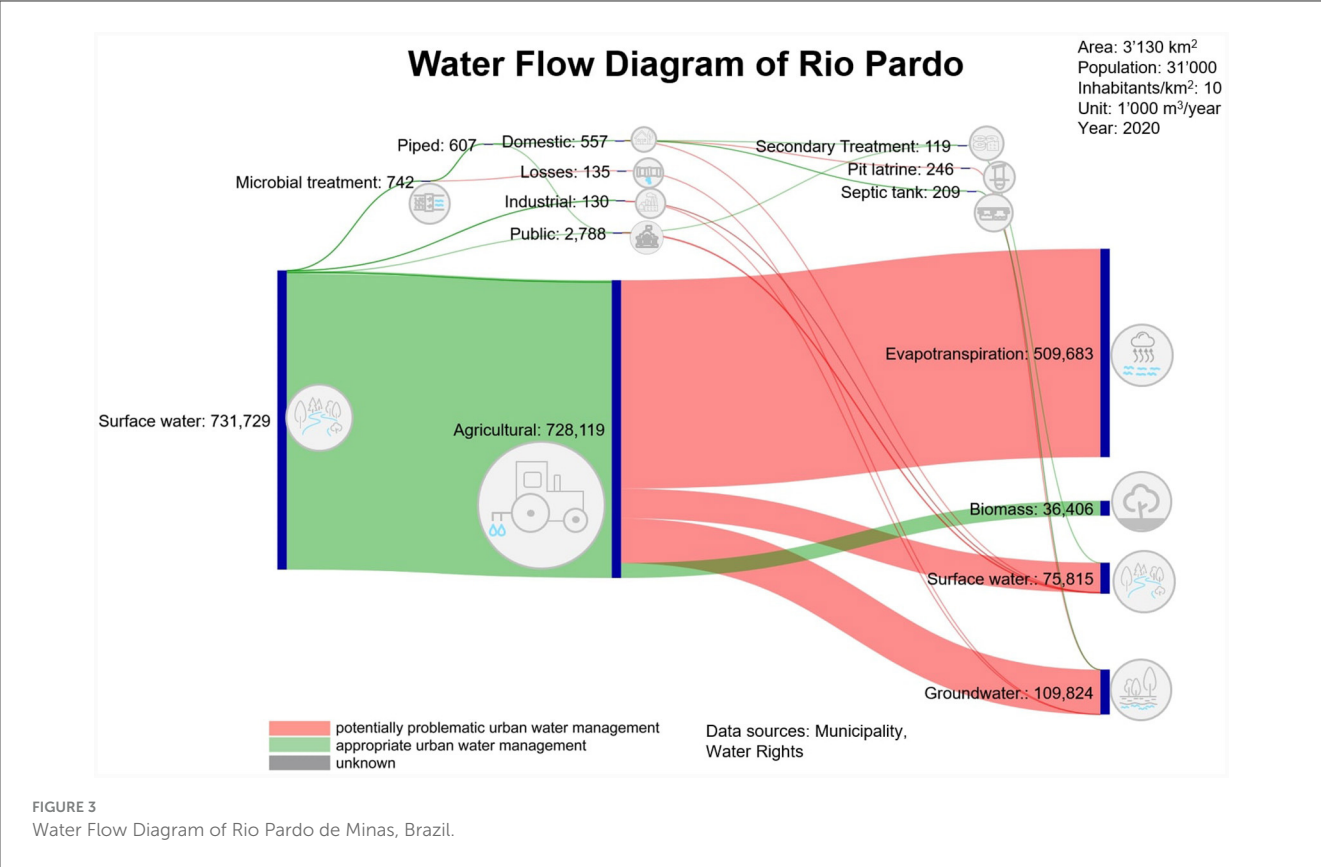 Water Flow Diagram of Rio Pardo
Area: 3'130 km²
Population: 31'000
Inhabitants/km²: 10
Unit: 1'000 m³/year
Year: 2020
Piped: 607
Domestic: 557
Secondary Treatment: 119
Microbial treatment: 742
Losses: 135
Pit latrine: 246
Septic tank: 209
Industrial: 130
Public: 2,788
Evapotranspiration: 509,683
Surface water: 731,729
Agricultural: 728,119
Biomass: 36,406
Surface water.: 75,815
Groundwater.: 109,824
potentially problematic urban water management
appropriate urban water management
unknown
Data sources: Municipality,
Water Rights
FIGURE 3
Water Flow Diagram of Rio Pardo de Minas, Brazil.